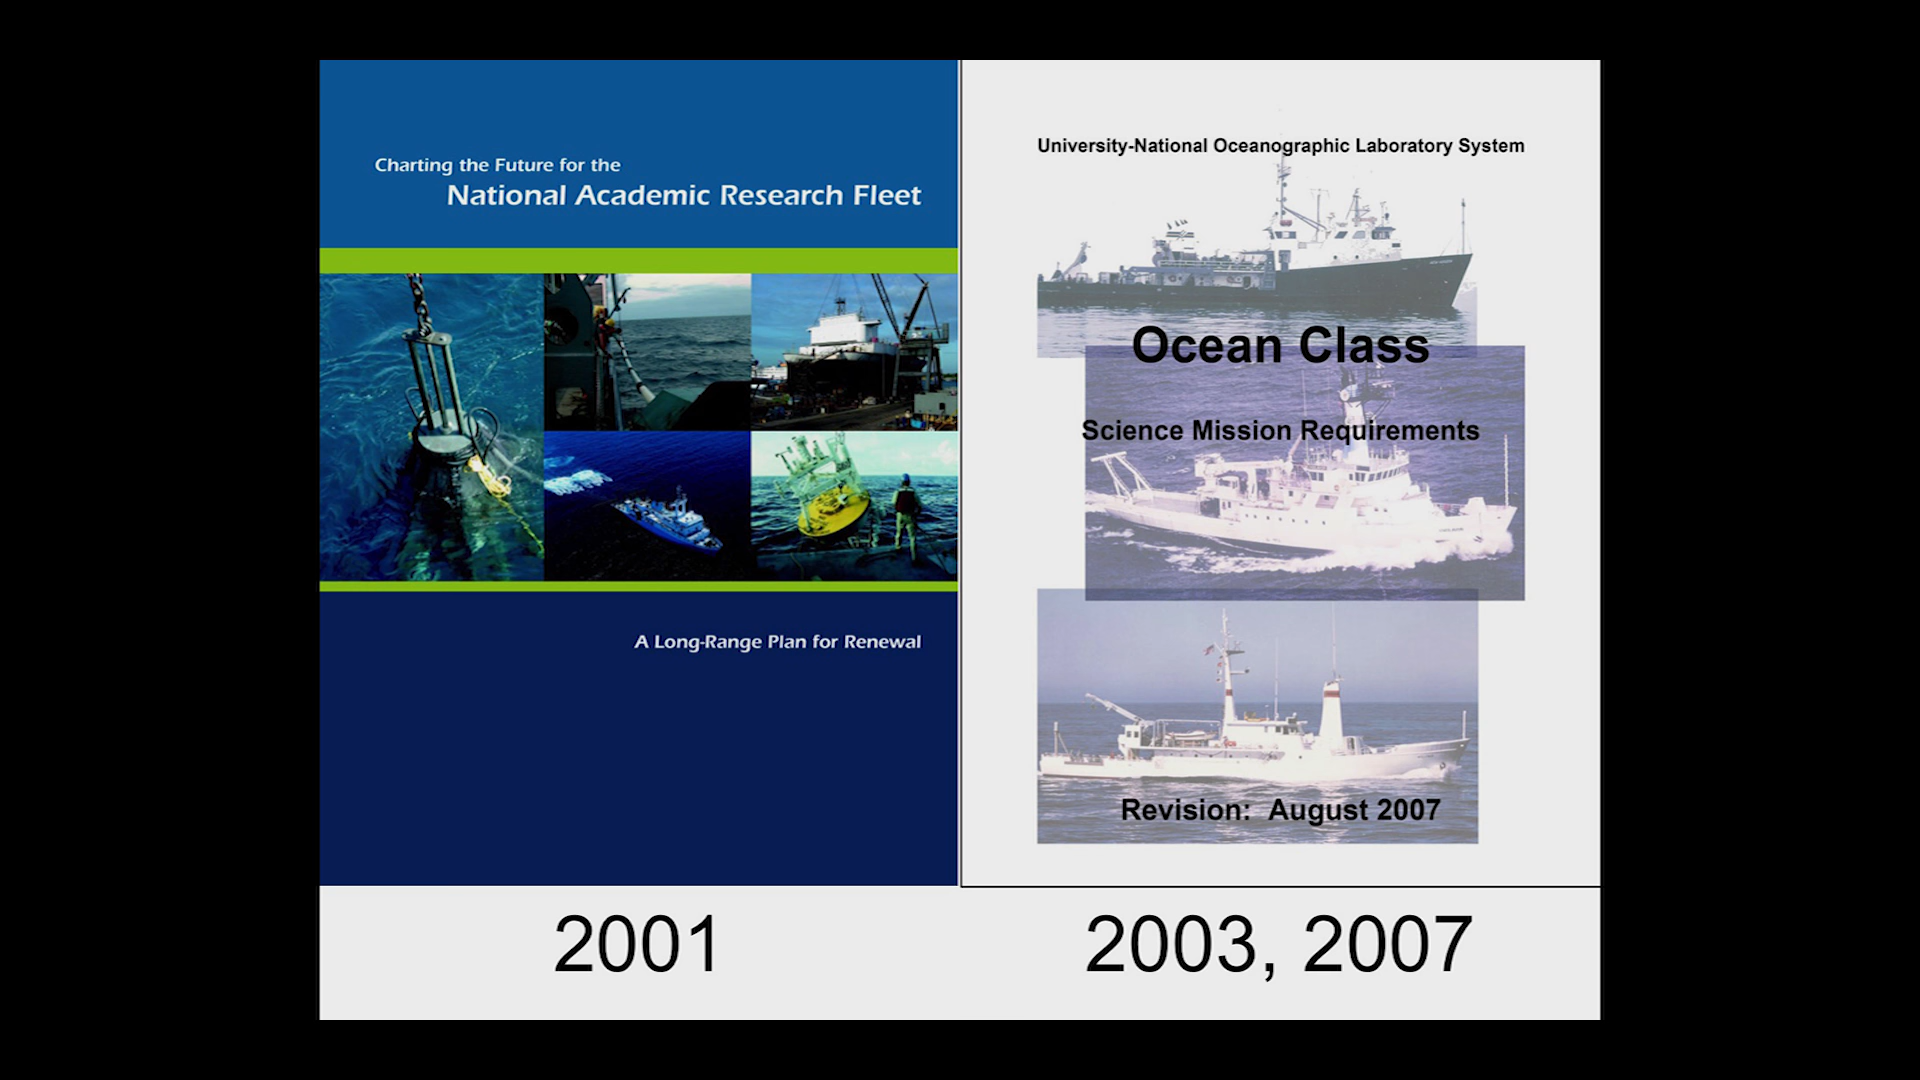 Charting the Future for the
National Academic Research Fleet
A Long-Range Plan for Renewal
2001
University-National Oceanographic Laboratory System
Ocean Class
Science Mission Requirements
Revision: August 2007
2003, 2007